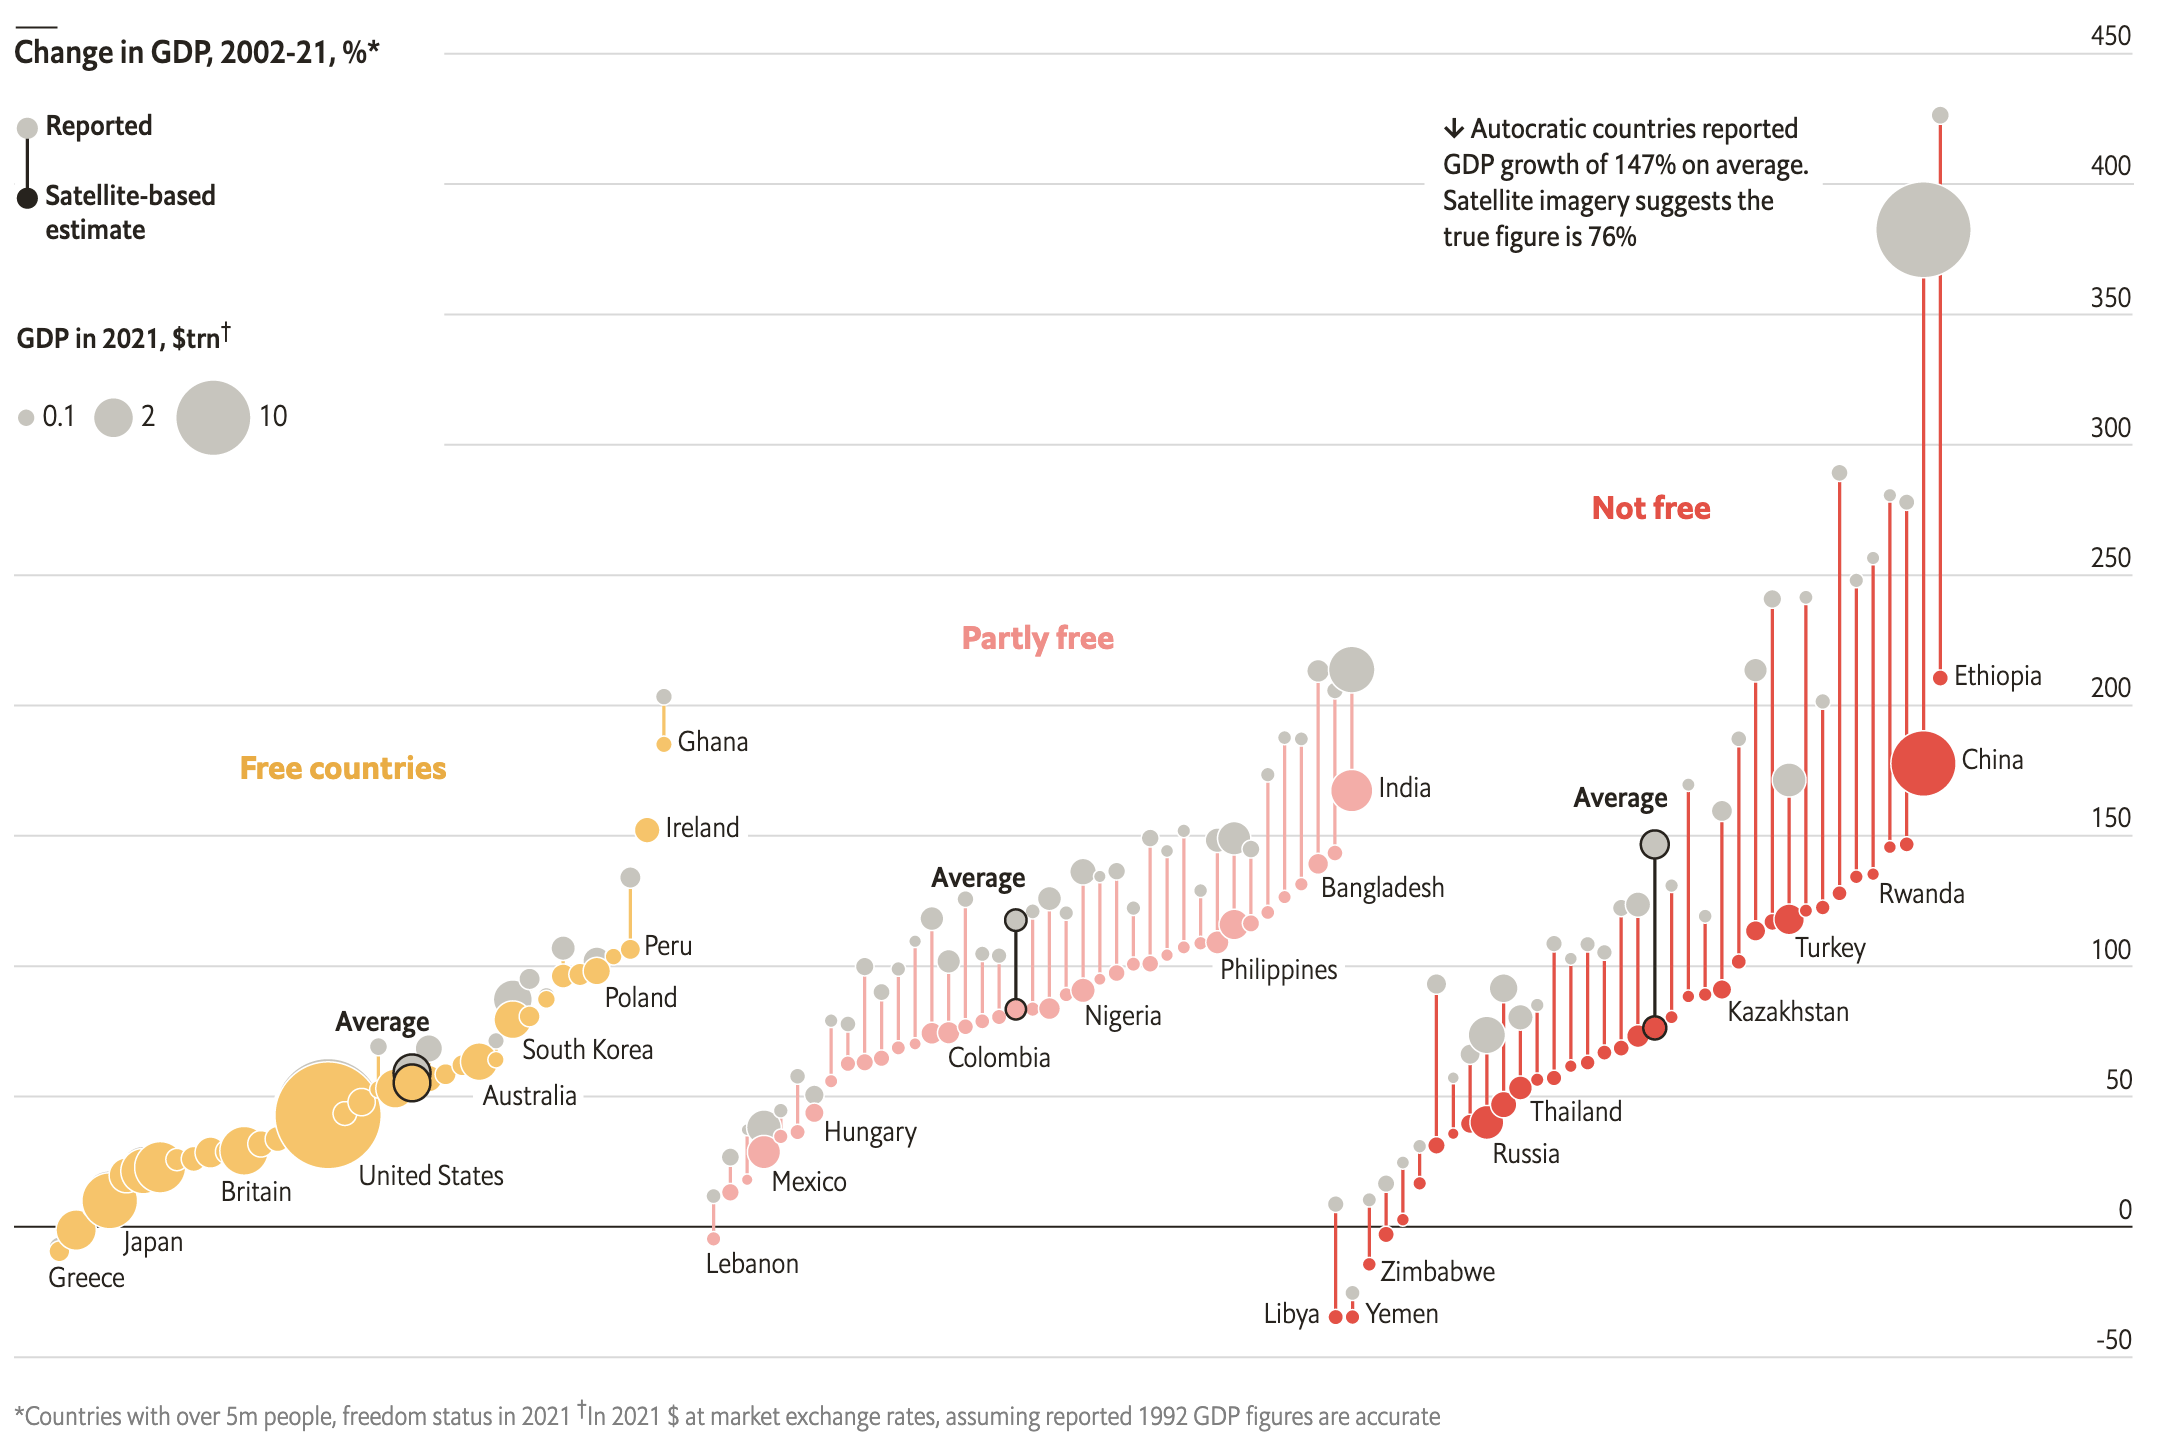 Change in GDP, 2002-21, %*
Reported
Satellite-based
estimate
GDP in 2021, $trn†
0.1 2 10
↓ Autocratic countries reported
GDP growth of 147% on average.
Satellite imagery suggests the
true figure is 76%
450
400
350
300
250
200
150
100
50
0
-50
Free countries
Ghana
Ireland
Peru
Poland
Average
South Korea
Australia
United States
Britain
Japan
Greece
Partly free
India
Bangladesh
Average
Philippines
Nigeria
Colombia
Hungary
Mexico
Lebanon
Not free
Ethiopia
China
Average
Rwanda
Turkey
Kazakhstan
Thailand
Russia
Zimbabwe
Libya
Yemen
*Countries with over 5m people, freedom status in 2021 †In 2021 $ at market exchange rates, assuming reported 1992 GDP figures are accurate